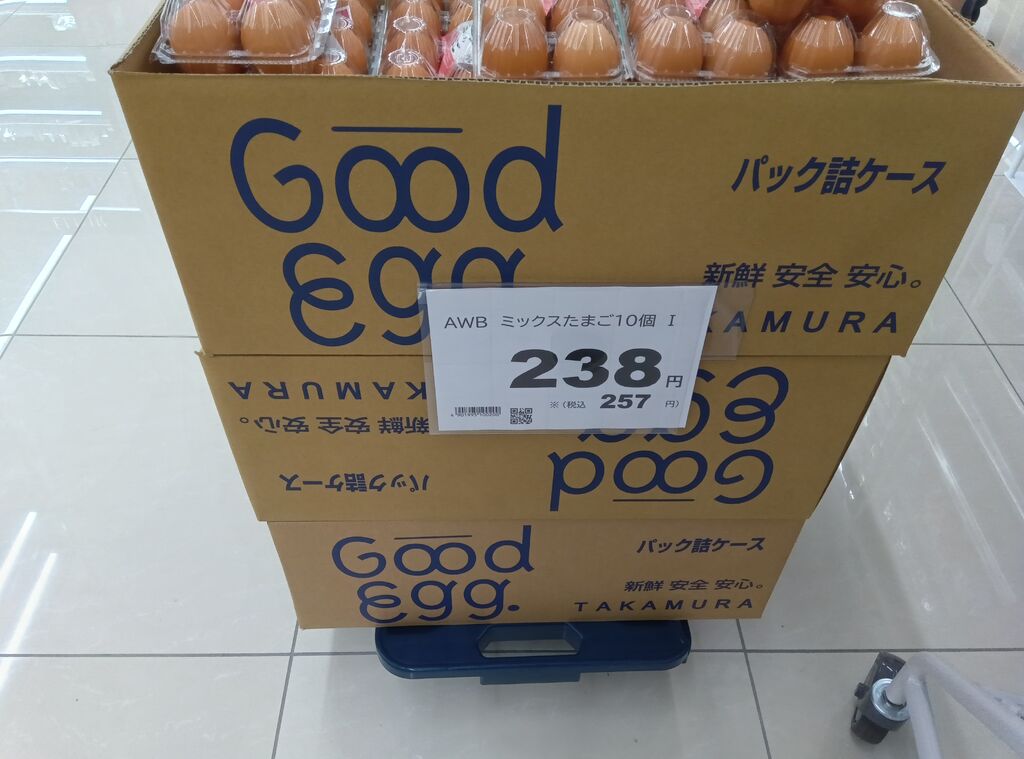 Good
Egg
パック詰ケース
新鮮 安全 安心。
KAMURA
AWB ミックスたまご10個 I
238円
※(税込 257 円)
KAMURA
新鮮 安全 安心。
パック詰ケース
Egg
Good
Good
Egg.
パック詰ケース
新鮮 安全 安心。
TAKAMURA